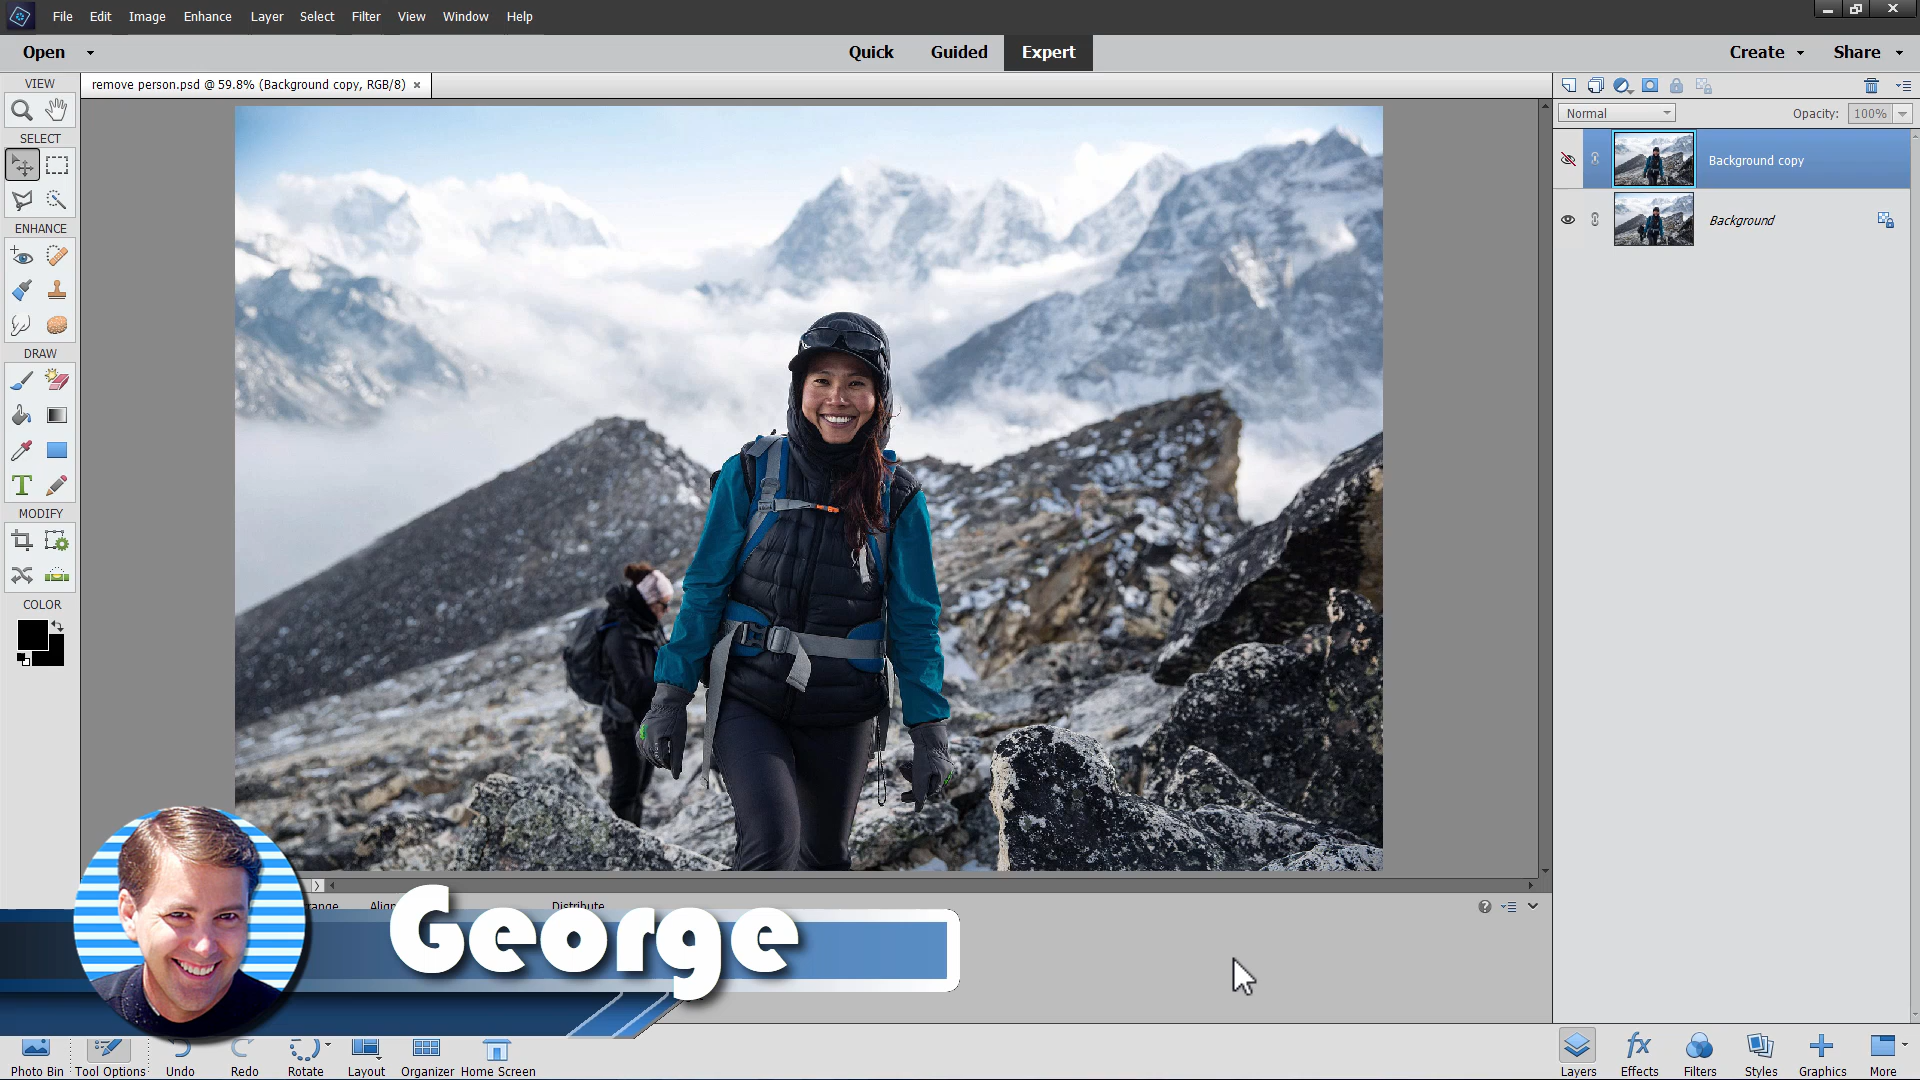 File Edit Image Enhance Layer Select Filter View Window Help
Open Quick Guided Expert Create Share
VIEW
remove person.psd @ 59.8% (Background copy, RGB/8) ×
Normal Opacity: 100%
SELECT
Background copy
Background
ENHANCE
DRAW
T
MODIFY
COLOR
Distribute
George
Photo Bin Tool Options Undo Redo Rotate Layout Organizer Home Screen
fx
Layers Effects Filters Styles Graphics More